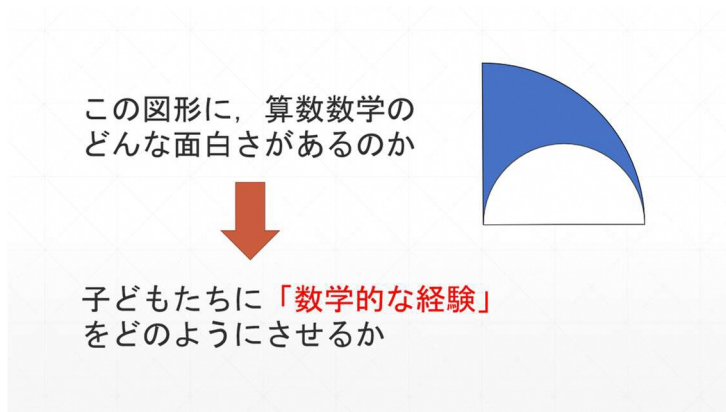 この図形に，算数数学の
どんな面白さがあるのか
子どもたちに「数学的な経験」
をどのようにさせるか